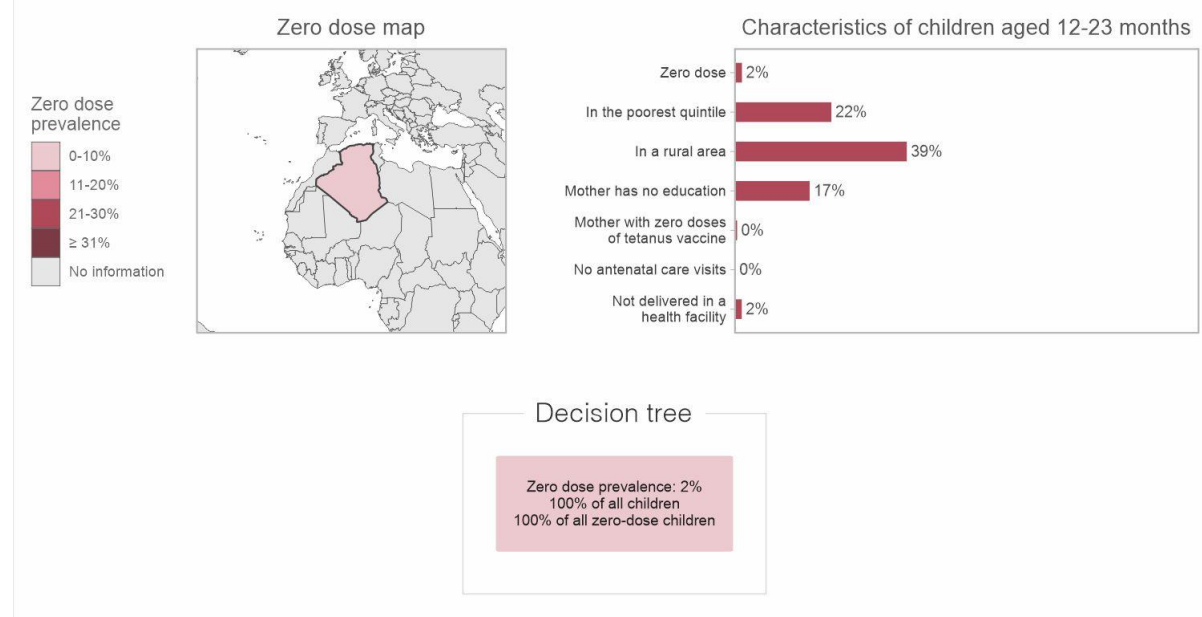 Zero dose map
Zero dose
prevalence
0-10%
11-20%
21-30%
≥ 31%
No information
Characteristics of children aged 12-23 months
Zero dose 2%
In the poorest quintile 22%
In a rural area 39%
Mother has no education 17%
Mother with zero doses
of tetanus vaccine 0%
No antenatal care visits 0%
Not delivered in a
health facility 2%
Decision tree
Zero dose prevalence: 2%
100% of all children
100% of all zero-dose children